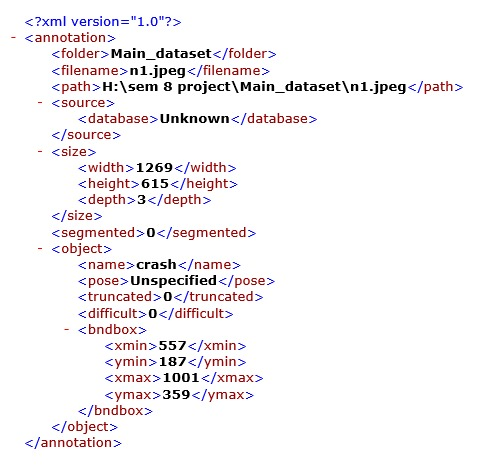 <?xml version="1.0"?>
- <annotation>
<folder>Main_dataset</folder>
<filename>n1.jpeg</filename>
<path>H:\sem 8 project\Main_dataset\n1.jpeg</path>
- <source>
<database>Unknown</database>
</source>
- <size>
<width>1269</width>
<height>615</height>
<depth>3</depth>
</size>
<segmented>0</segmented>
- <object>
<name>crash</name>
<pose>Unspecified</pose>
<truncated>0</truncated>
<difficult>0</difficult>
- <bndbox>
<xmin>557</xmin>
<ymin>187</ymin>
<xmax>1001</xmax>
<ymax>359</ymax>
</bndbox>
</object>
</annotation>